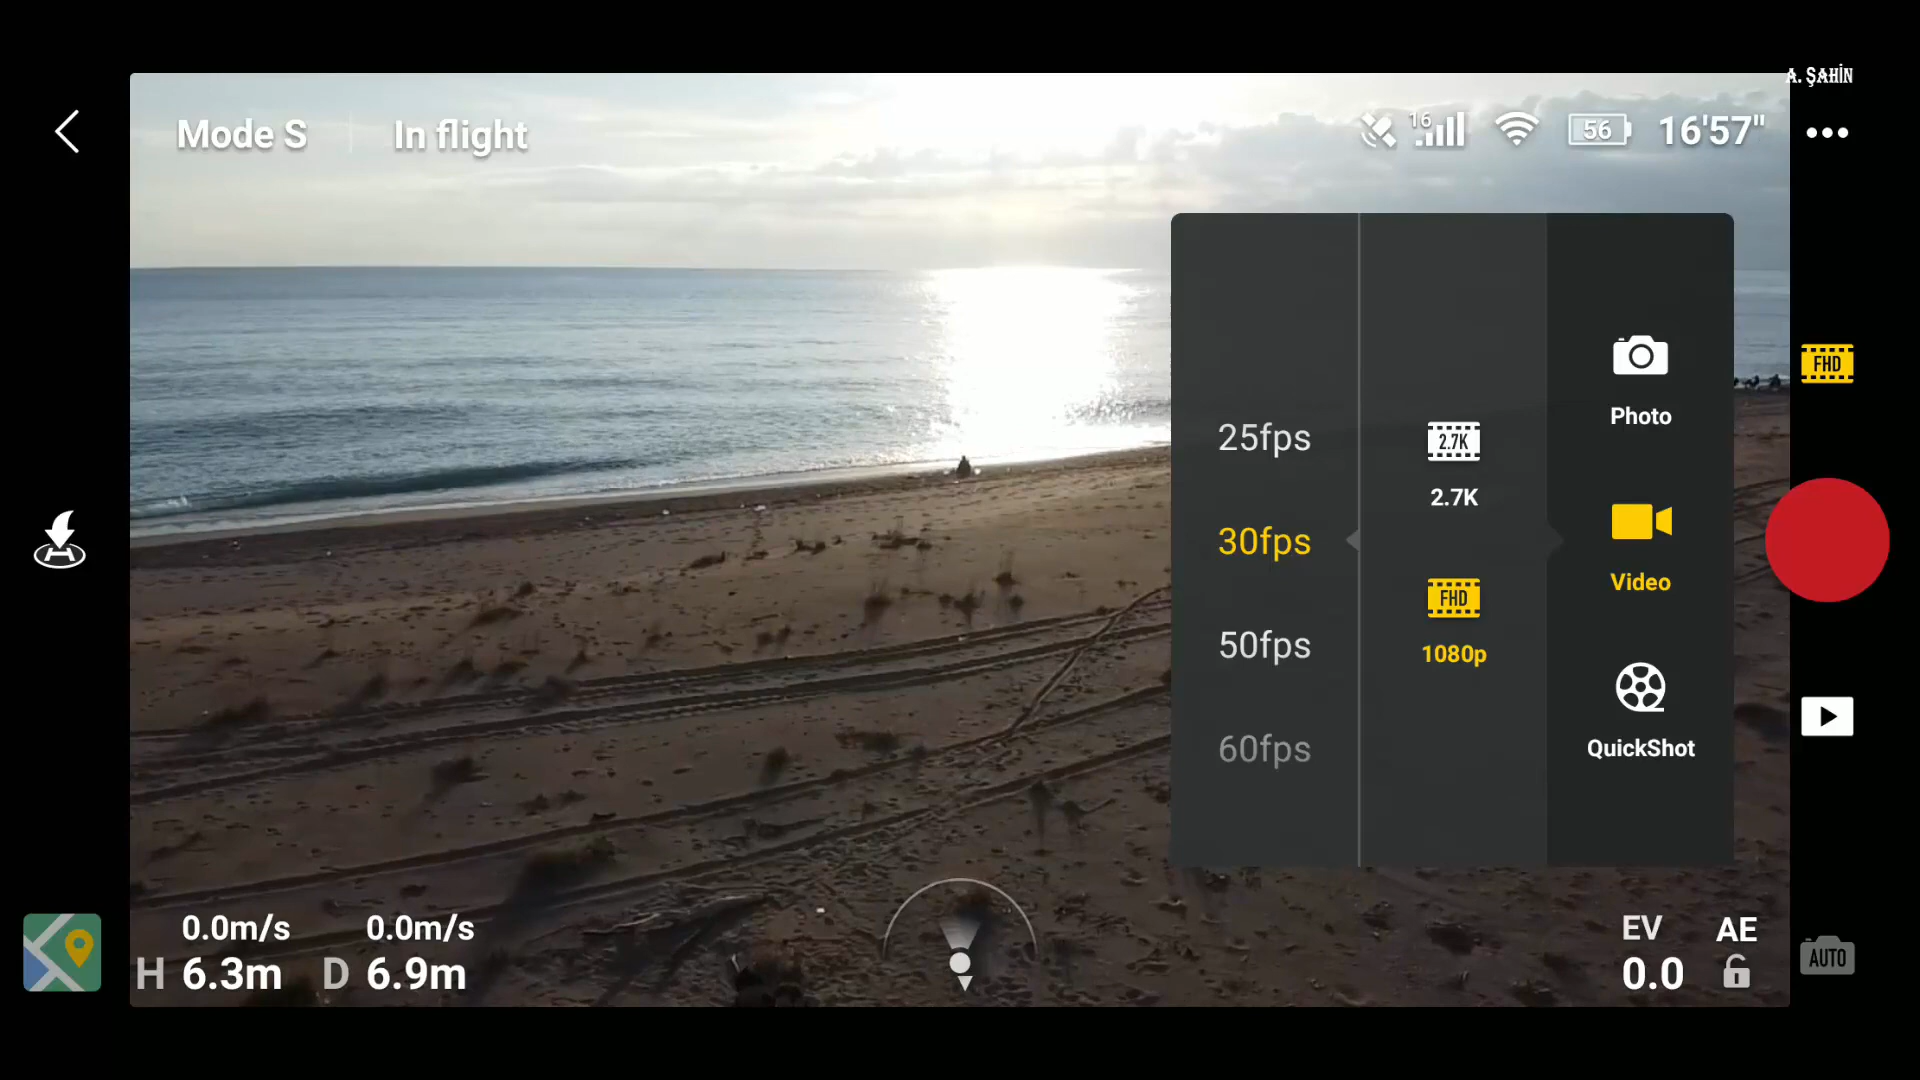 A. ŞAHİN
Mode S
In flight
16
56
16'57"
FHD
Photo
25fps
2.7K
2.7K
30fps
Video
FHD
50fps
1080p
60fps
QuickShot
0.0m/s
0.0m/s
H 6.3m
D 6.9m
EV
0.0
AE
AUTO